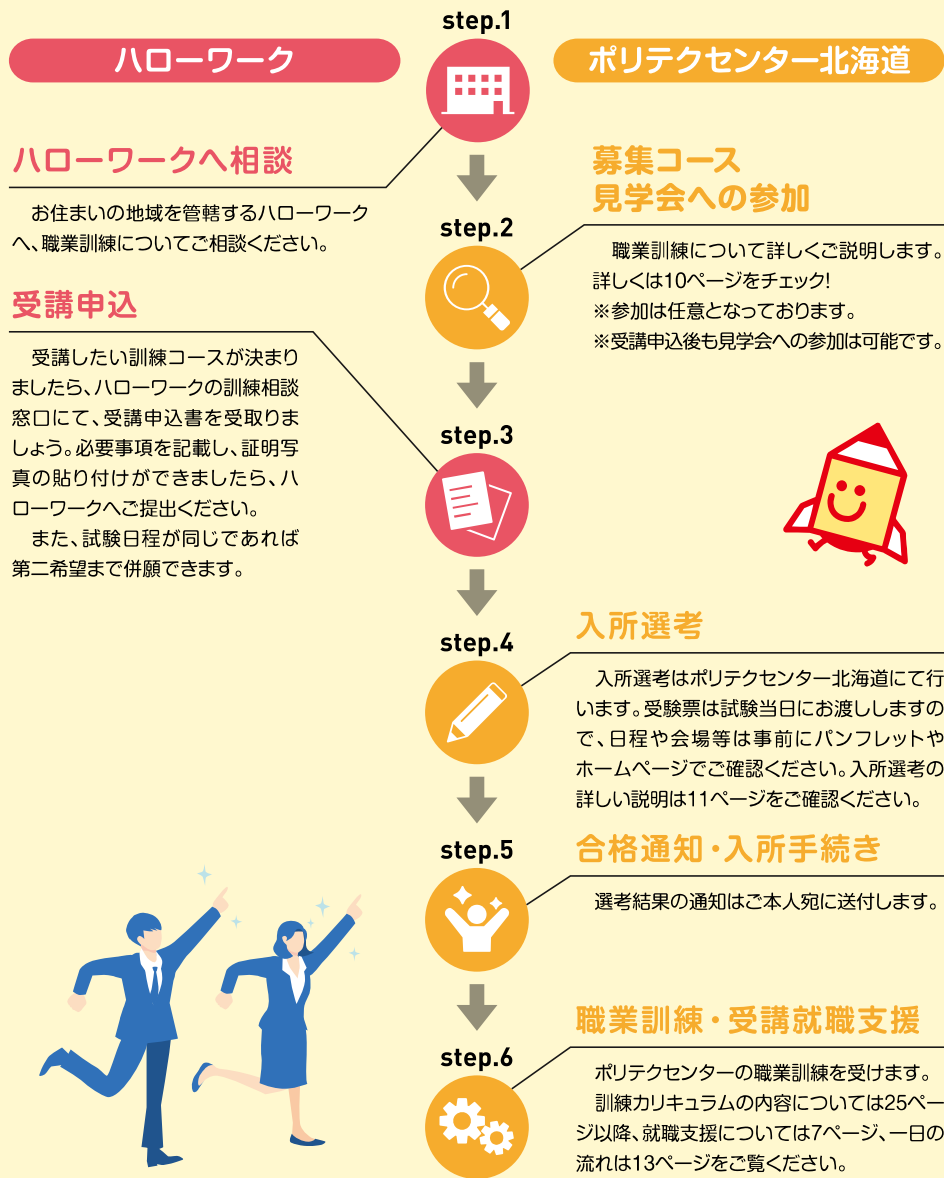 step.1
ハローワーク
ポリテクセンター北海道
ハローワークへ相談
お住まいの地域を管轄するハローワーク
へ、職業訓練についてご相談ください。
step.2
募集コース
見学会への参加
職業訓練について詳しくご説明します。
詳しくは10ページをチェック!
※参加は任意となっております。
※受講申込後も見学会への参加は可能です。
受講申込
受講したい訓練コースが決まり
ましたら、ハローワークの訓練相談
窓口にて、受講申込書を受取りま
しょう。必要事項を記載し、証明写
真の貼り付けができましたら、ハ
ローワークへご提出ください。
また、試験日程が同じであれば
第二希望まで併願できます。
step.3
step.4
入所選考
入所選考はポリテクセンター北海道にて行
います。受験票は試験当日にお渡ししますの
で、日程や会場等は事前にパンフレットや
ホームページでご確認ください。入所選考の
詳しい説明は11ページをご確認ください。
step.5
合格通知・入所手続き
選考結果の通知はご本人宛に送付します。
step.6
職業訓練・受講就職支援
ポリテクセンターの職業訓練を受けます。
訓練カリキュラムの内容については25ペー
ジ以降、就職支援については7ページ、一日の
流れは13ページをご覧ください。